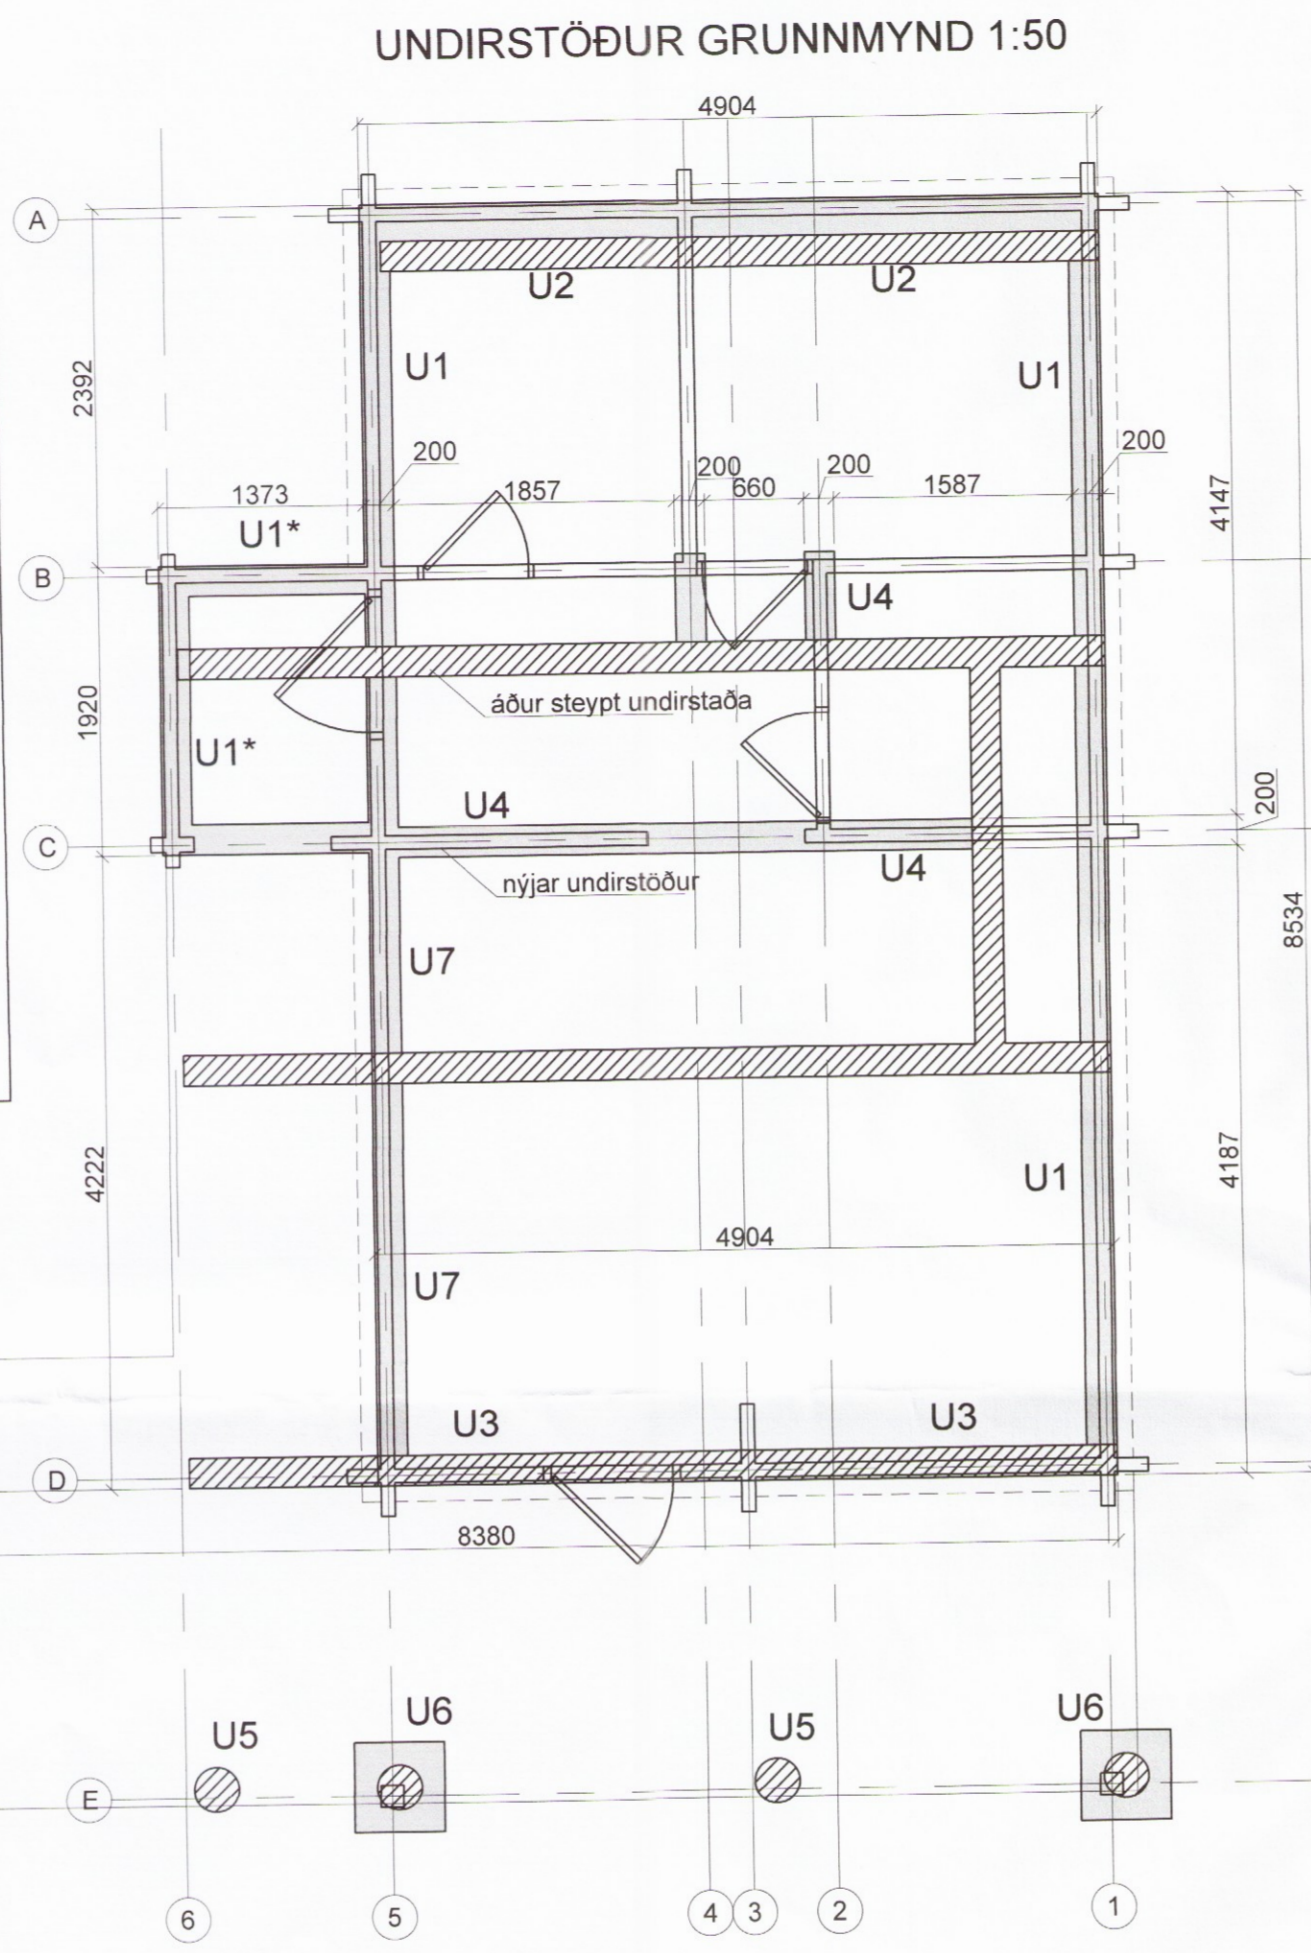 UNDIRSTÖÐUR GRUNNMYND 1:50
4904
A
U2
U2
2392
U1
U1
200
200
200
200
1373
1857
660
1587
4147
U1*
B
U4
áður steypt undirstaða
1920
U1*
U4
200
C
nýjar undirstöður
U4
8534
U7
4222
4187
U1
4904
U7
U3
U3
D
8380
U6
U6
U5
U5
E
6
5
4
3
2
1